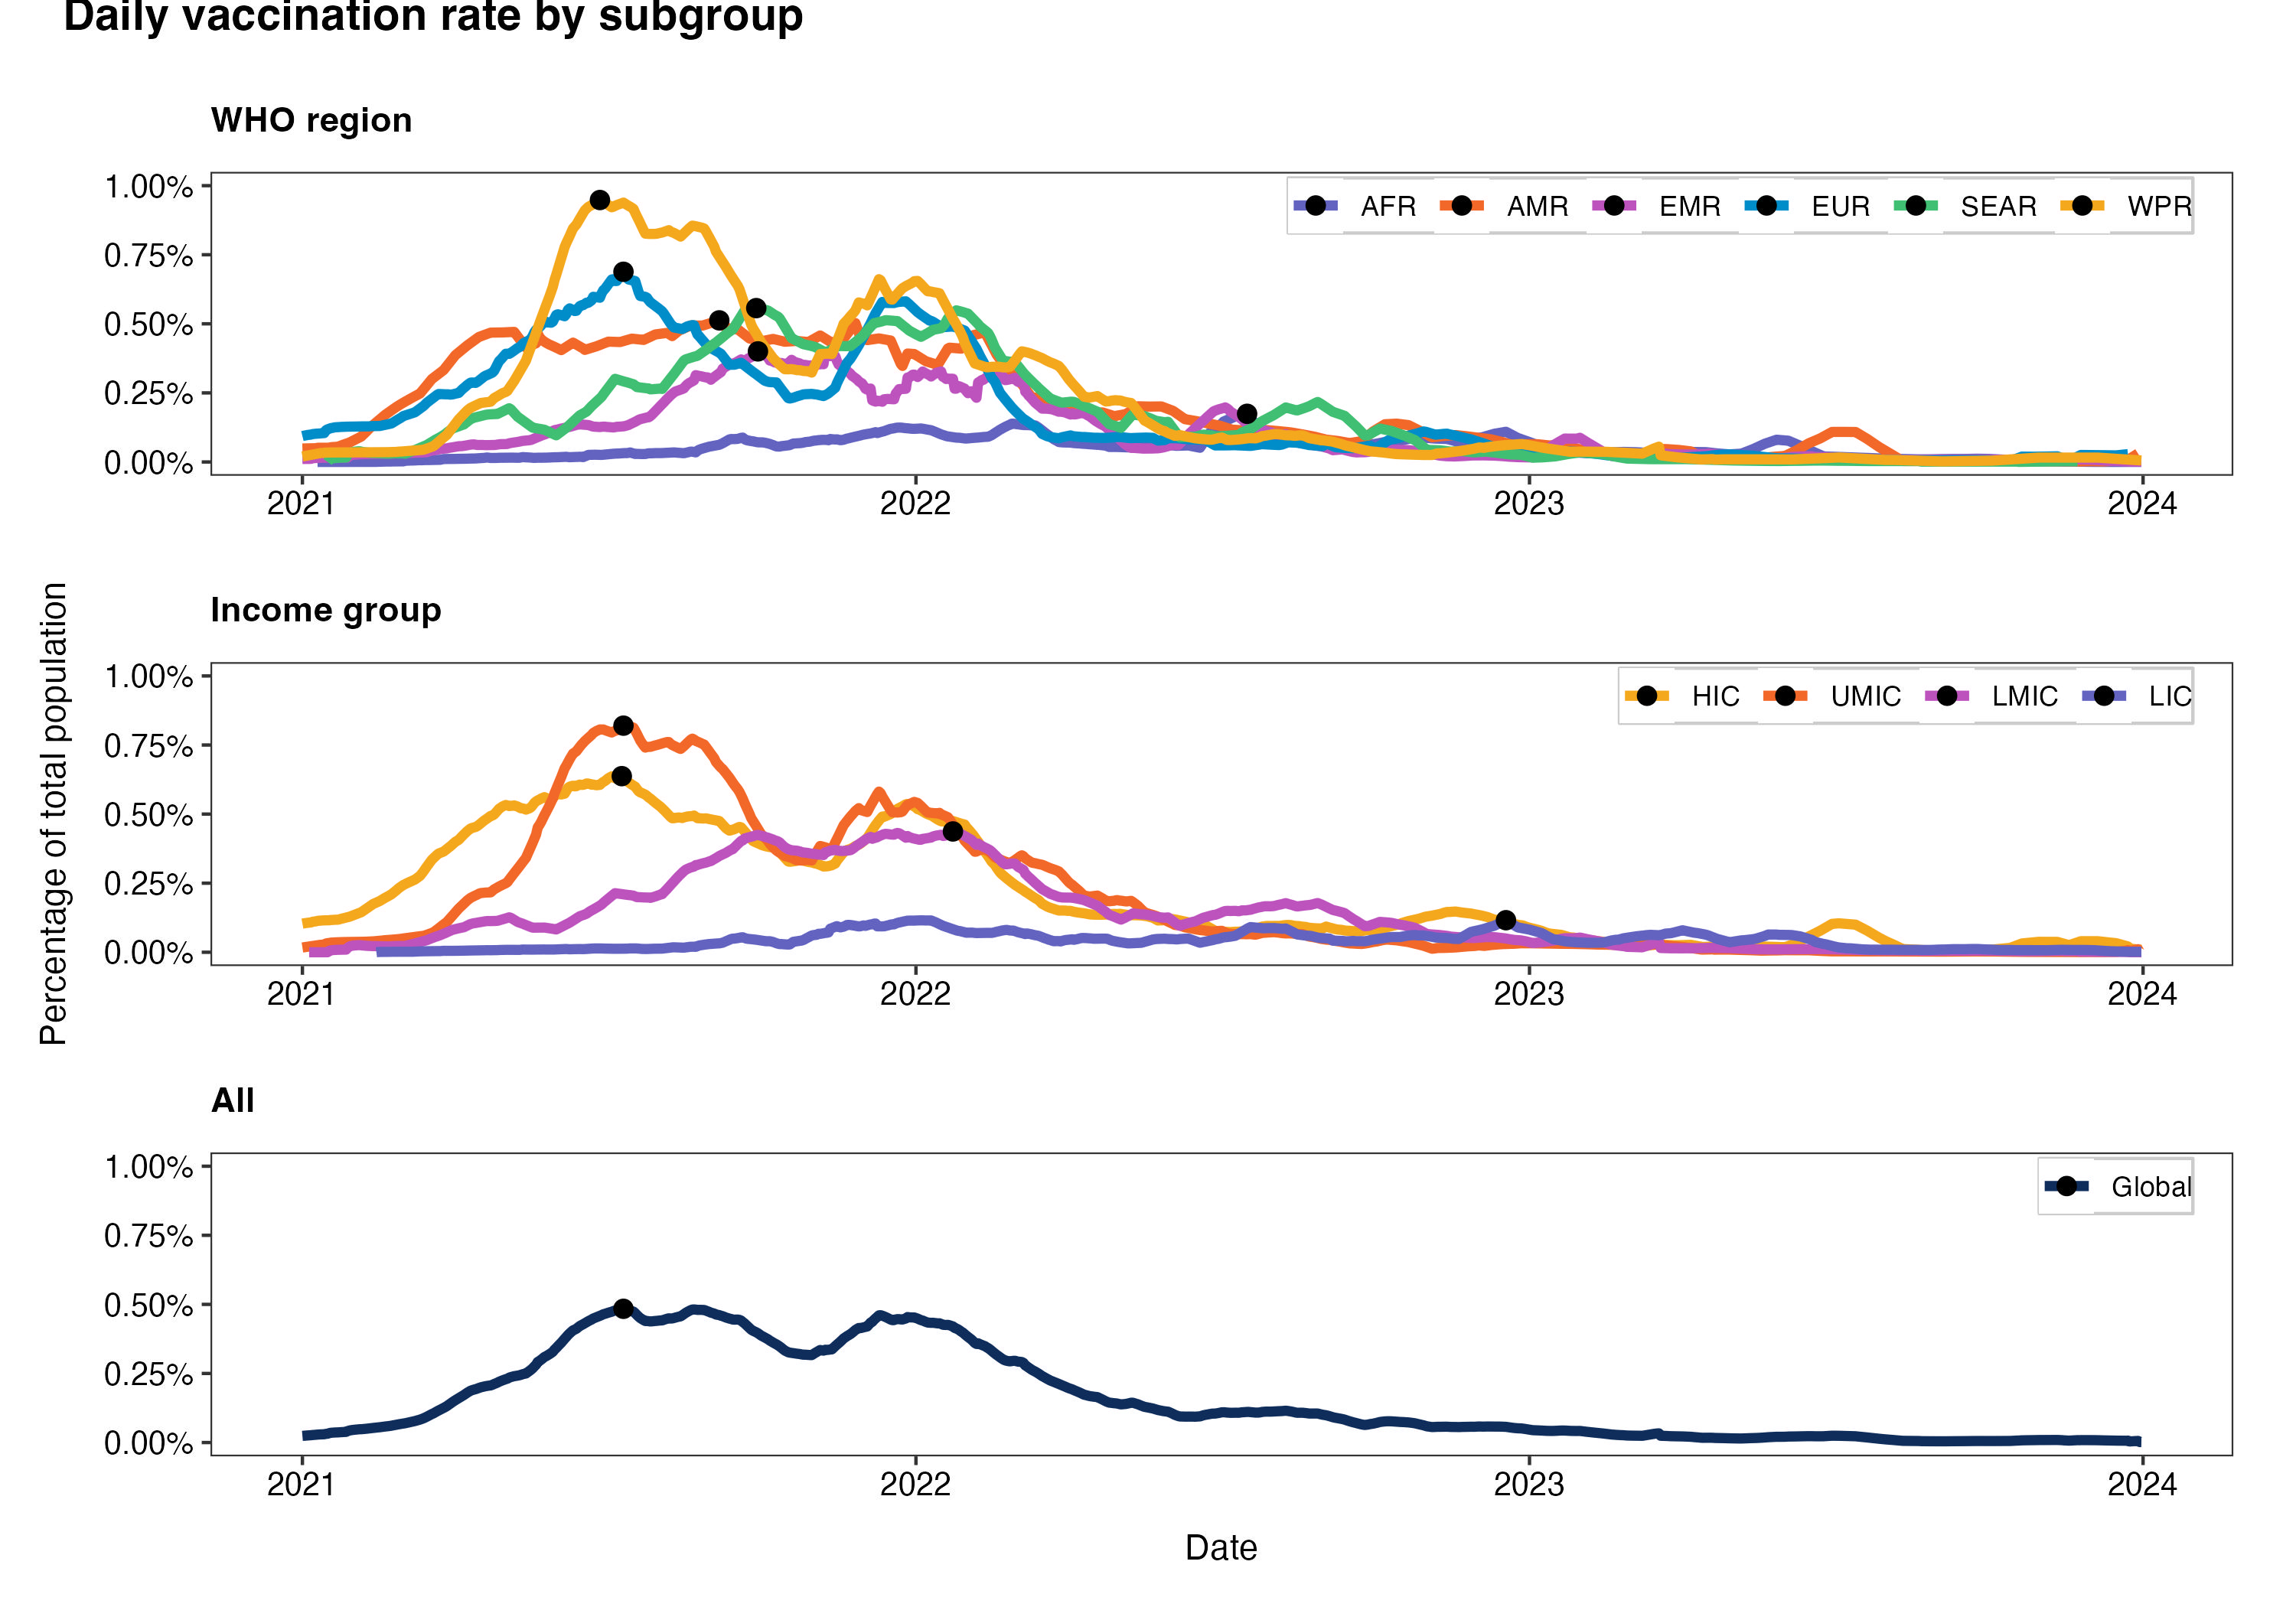 Daily vaccination rate by subgroup
WHO region
1.00%
0.75%
0.50%
0.25%
0.00%
AFR AMR EMR EUR SEAR WPR
2021 2022 2023 2024
Percentage of total population
Income group
1.00%
0.75%
0.50%
0.25%
0.00%
HIC UMIC LMIC LIC
2021 2022 2023 2024
All
1.00%
0.75%
0.50%
0.25%
0.00%
Global
2021 2022 2023 2024
Date